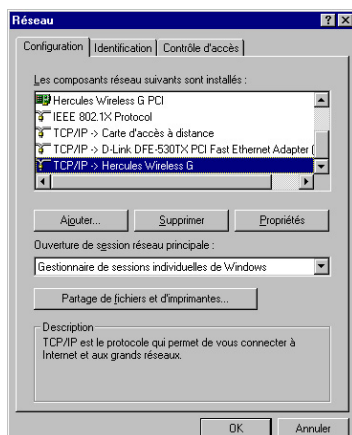 Réseau
Configuration Identification Contrôle d'accès
Les composants réseau suivants sont installés :
Hercules Wireless G PCI
IEEE 802.1X Protocol
TCP/IP -> Carte d'accès à distance
TCP/IP -> D-Link DFE-530TX PCI Fast Ethernet Adapter (
TCP/IP -> Hercules Wireless G
Ajouter... Supprimer Propriétés
Ouverture de session réseau principale :
Gestionnaire de sessions individuelles de Windows
Partage de fichiers et d'imprimantes...
Description
TCP/IP est le protocole qui permet de vous connecter à
Internet et aux grands réseaux.
OK Annuler